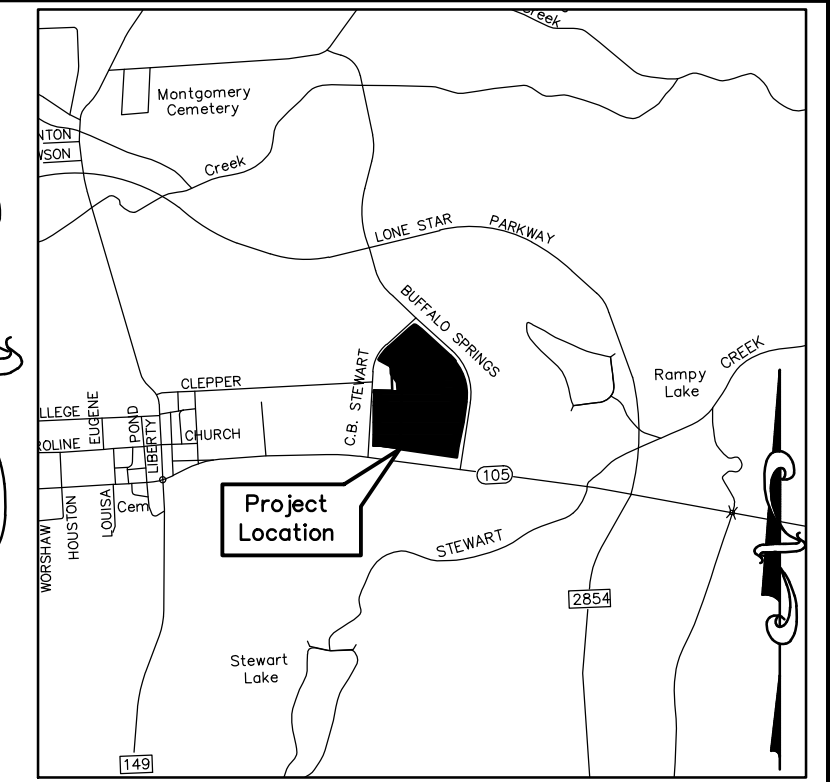 Creek
Montgomery
Cemetery
NTON
WSON
Creek
LONE STAR PARKWAY
BUFFALO SPRINGS
C.B. STEWART
CLEPPER
Rampy
Lake
CREEK
LLEGE
EUGENE
POND
LIBERTY
CHURCH
ROLINE
105
Project
Location
Cem
LOUISA
HOUSTON
WORSHAW
STEWART
2854
Stewart
Lake
149